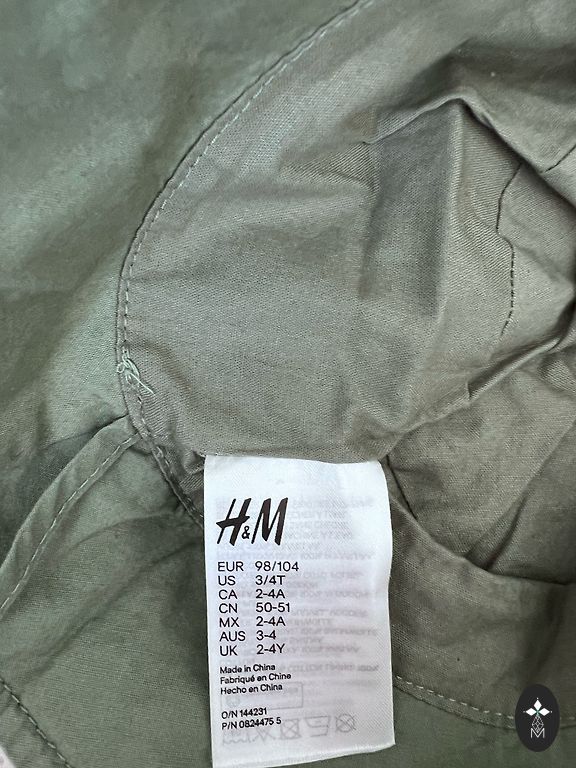 H&M
EUR 98/104
US 3/4T
CA 2-4A
CN 50-51
MX 2-4A
AUS 3-4
UK 2-4Y
Made in China
Fabriqué en Chine
Hecho en China
O/N 144231
P/N 0824475 5
M